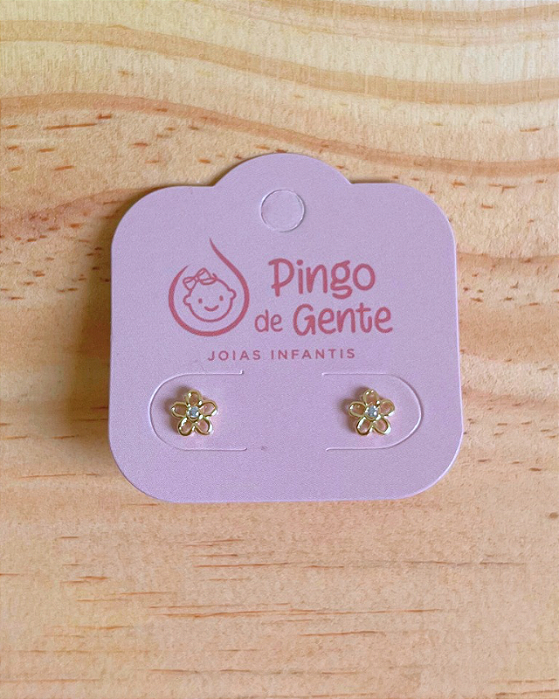 Pingo
de Gente
JOIAS INFANTIS